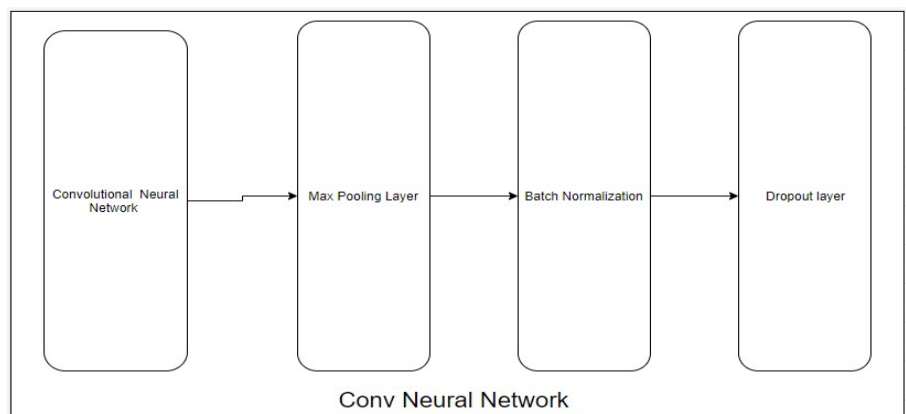 Convolutional Neural
Network
Max Pooling Layer
Batch Normalization
Dropout layer
Conv Neural Network